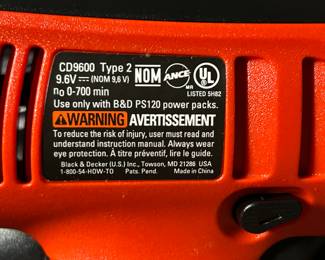 CD9600 Type 2
9.6V⎓(NOM 9,6 V)
n₀ 0-700 min
NOM
ANCE
MR
UL
LISTED 5H82
Use only with B&D PS120 power packs.
WARNING AVERTISSEMENT
To reduce the risk of injury, user must read and
understand instruction manual. Always wear
eye protection. À titre préventif, lire le guide.
Black & Decker (U.S.) Inc., Towson, MD 21286 USA
1-800-54-HOW-TO Pats. Pend. Made in China